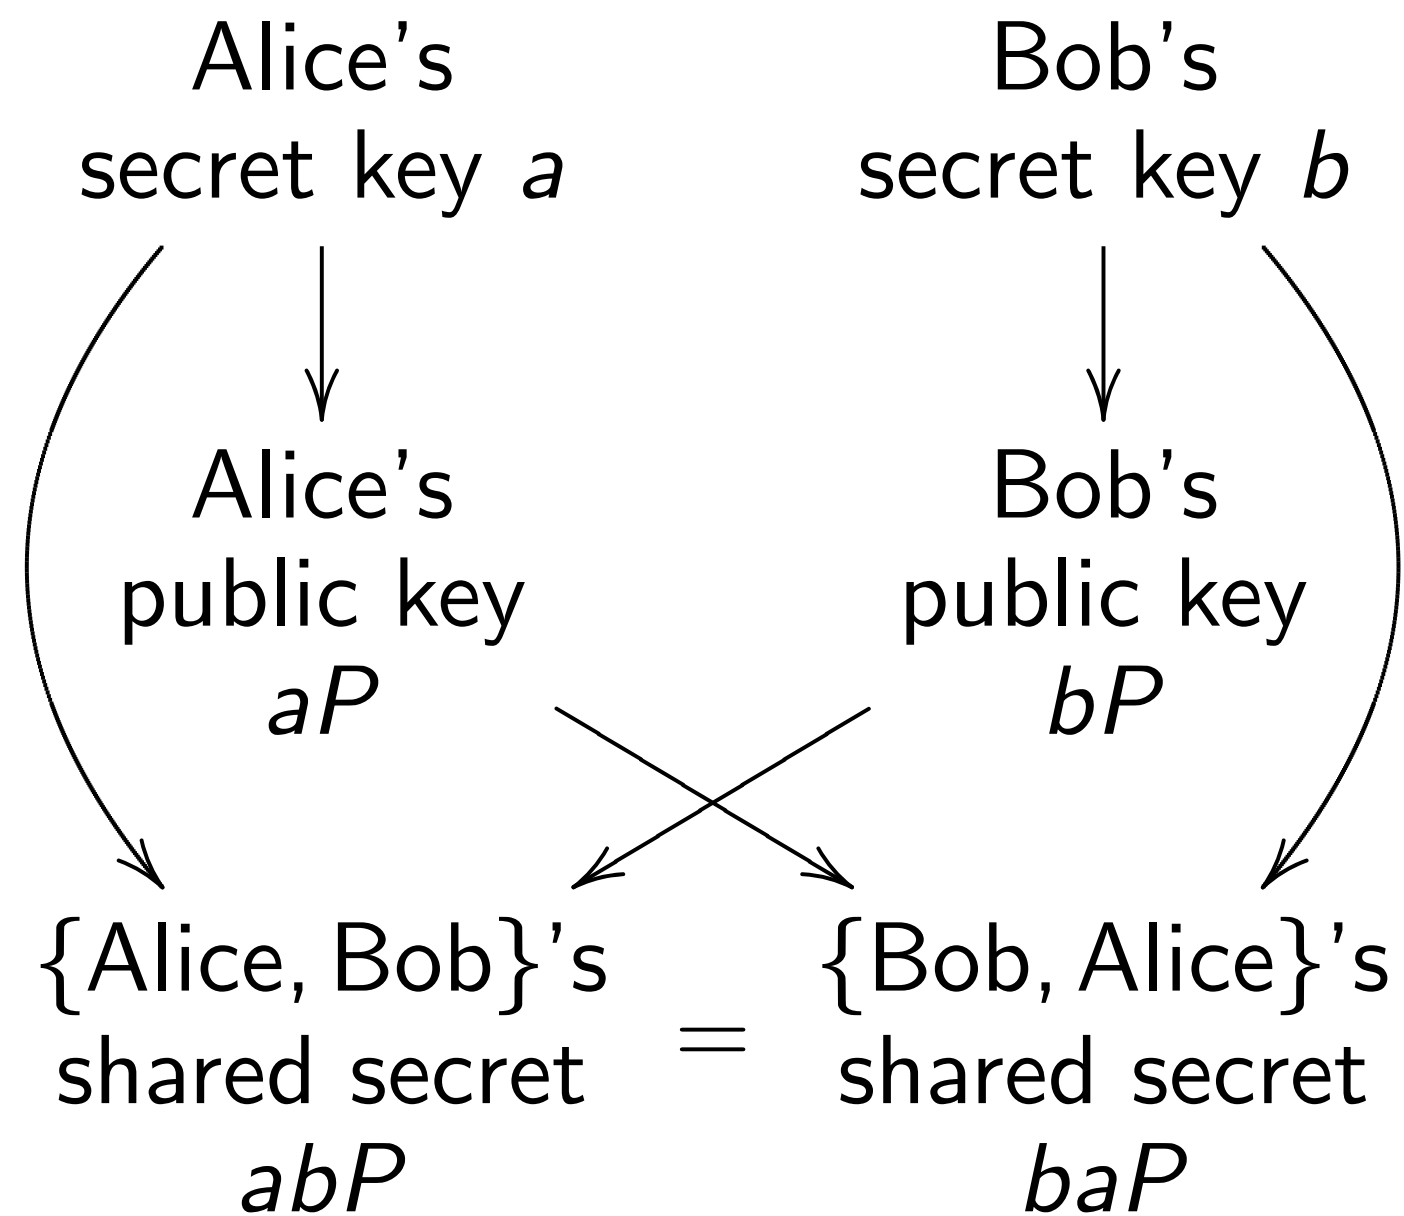 Alice's
secret key a
Bob's
secret key b
Alice's
public key
aP
Bob's
public key
bP
{Alice, Bob}'s
shared secret
abP
=
{Bob, Alice}'s
shared secret
baP